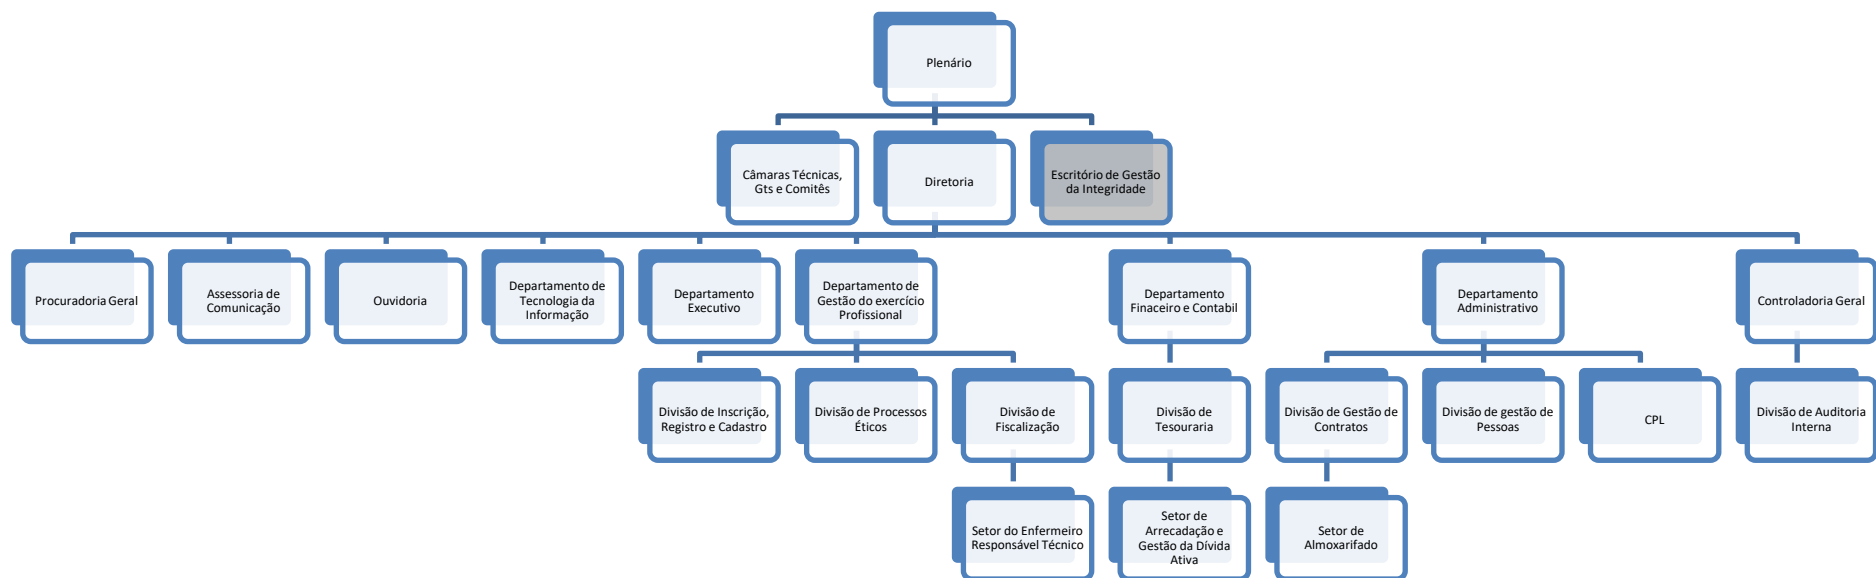 Plenário
Câmaras Técnicas,
Gts e Comitês
Diretoria
Escritório de Gestão
da Integridade
Procuradoria Geral
Assessoria de
Comunicação
Ouvidoria
Departamento de
Tecnologia da
Informação
Departamento
Executivo
Departamento de
Gestão do exercício
Profissional
Departamento
Finaceiro e Contabil
Departamento
Administrativo
Controladoria Geral
Divisão de Inscrição,
Registro e Cadastro
Divisão de Processos
Éticos
Divisão de
Fiscalização
Divisão de
Tesouraria
Divisão de Gestão de
Contratos
Divisão de gestão de
Pessoas
CPL
Divisão de Auditoria
Interna
Setor do Enfermeiro
Responsável Técnico
Setor de
Arrecadação e
Gestão da Dívida
Ativa
Setor de
Almoxarifado